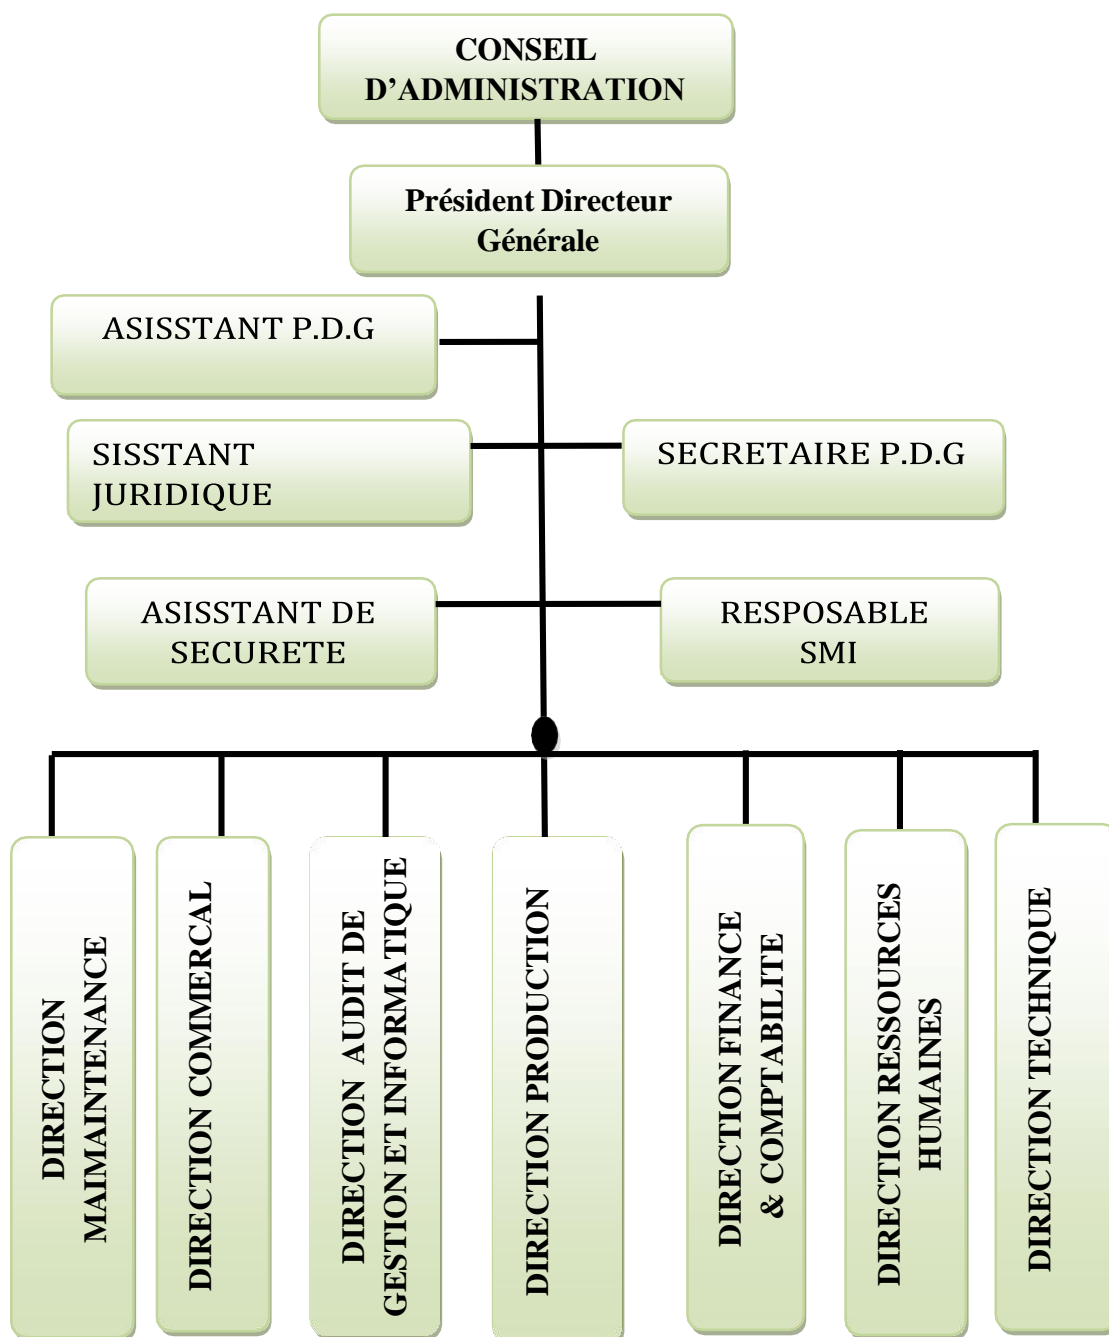 CONSEIL
D’ADMINISTRATION
Président Directeur
Générale
ASISSTANT P.D.G
SISSTANT
JURIDIQUE
SECRETAIRE P.D.G
ASISSTANT DE
SECURETE
RESPOSABLE
SMI
DIRECTION
MAIMAINTENANCE
DIRECTION COMMERCAL
DIRECTION AUDIT DE
GESTION ET INFORMATIQUE
DIRECTION PRODUCTION
DIRECTION FINANCE
& COMPTABILITE
DIRECTION RESSOURCES
HUMAINES
DIRECTION TECHNIQUE